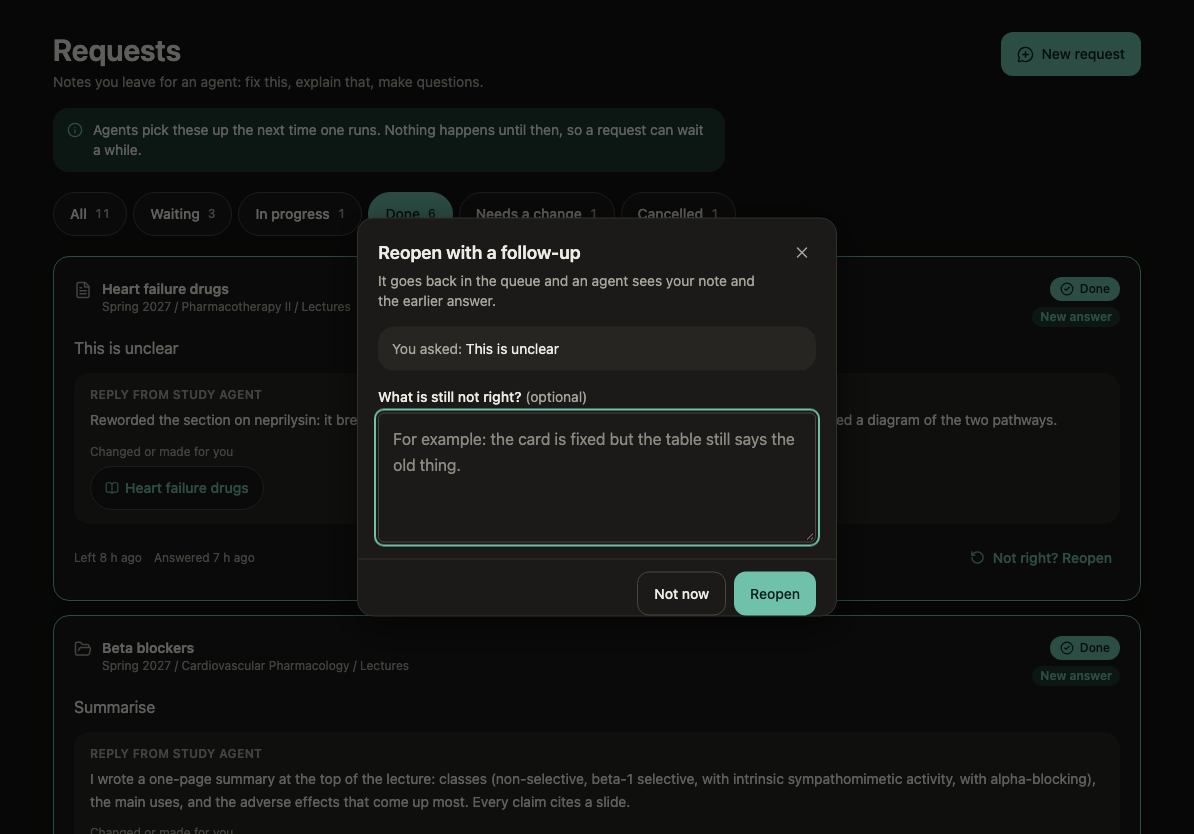 Requests
New request
Notes you leave for an agent: fix this, explain that, make questions.
Agents pick these up the next time one runs. Nothing happens until then, so a request can wait
a while.
All 11
Waiting 3
In progress 1
Done 6
Needs a change 1
Cancelled 1
Reopen with a follow-up
It goes back in the queue and an agent sees your note and
the earlier answer.
You asked: This is unclear
What is still not right? (optional)
For example: the card is fixed but the table still says the
old thing.
Not now
Reopen
Heart failure drugs
Spring 2027 / Pharmacotherapy II / Lectures
Done
New answer
This is unclear
REPLY FROM STUDY AGENT
Reworded the section on neprilysin: it
a diagram of the two pathways.
Changed or made for you
Heart failure drugs
Left 8 h ago Answered 7 h ago
Not right? Reopen
Beta blockers
Spring 2027 / Cardiovascular Pharmacology / Lectures
Done
New answer
Summarise
REPLY FROM STUDY AGENT
I wrote a one-page summary at the top of the lecture: classes (non-selective, beta-1 selective, with intrinsic sympathomimetic activity, with alpha-blocking),
the main uses, and the adverse effects that come up most. Every claim cites a slide.
Changed or made for you